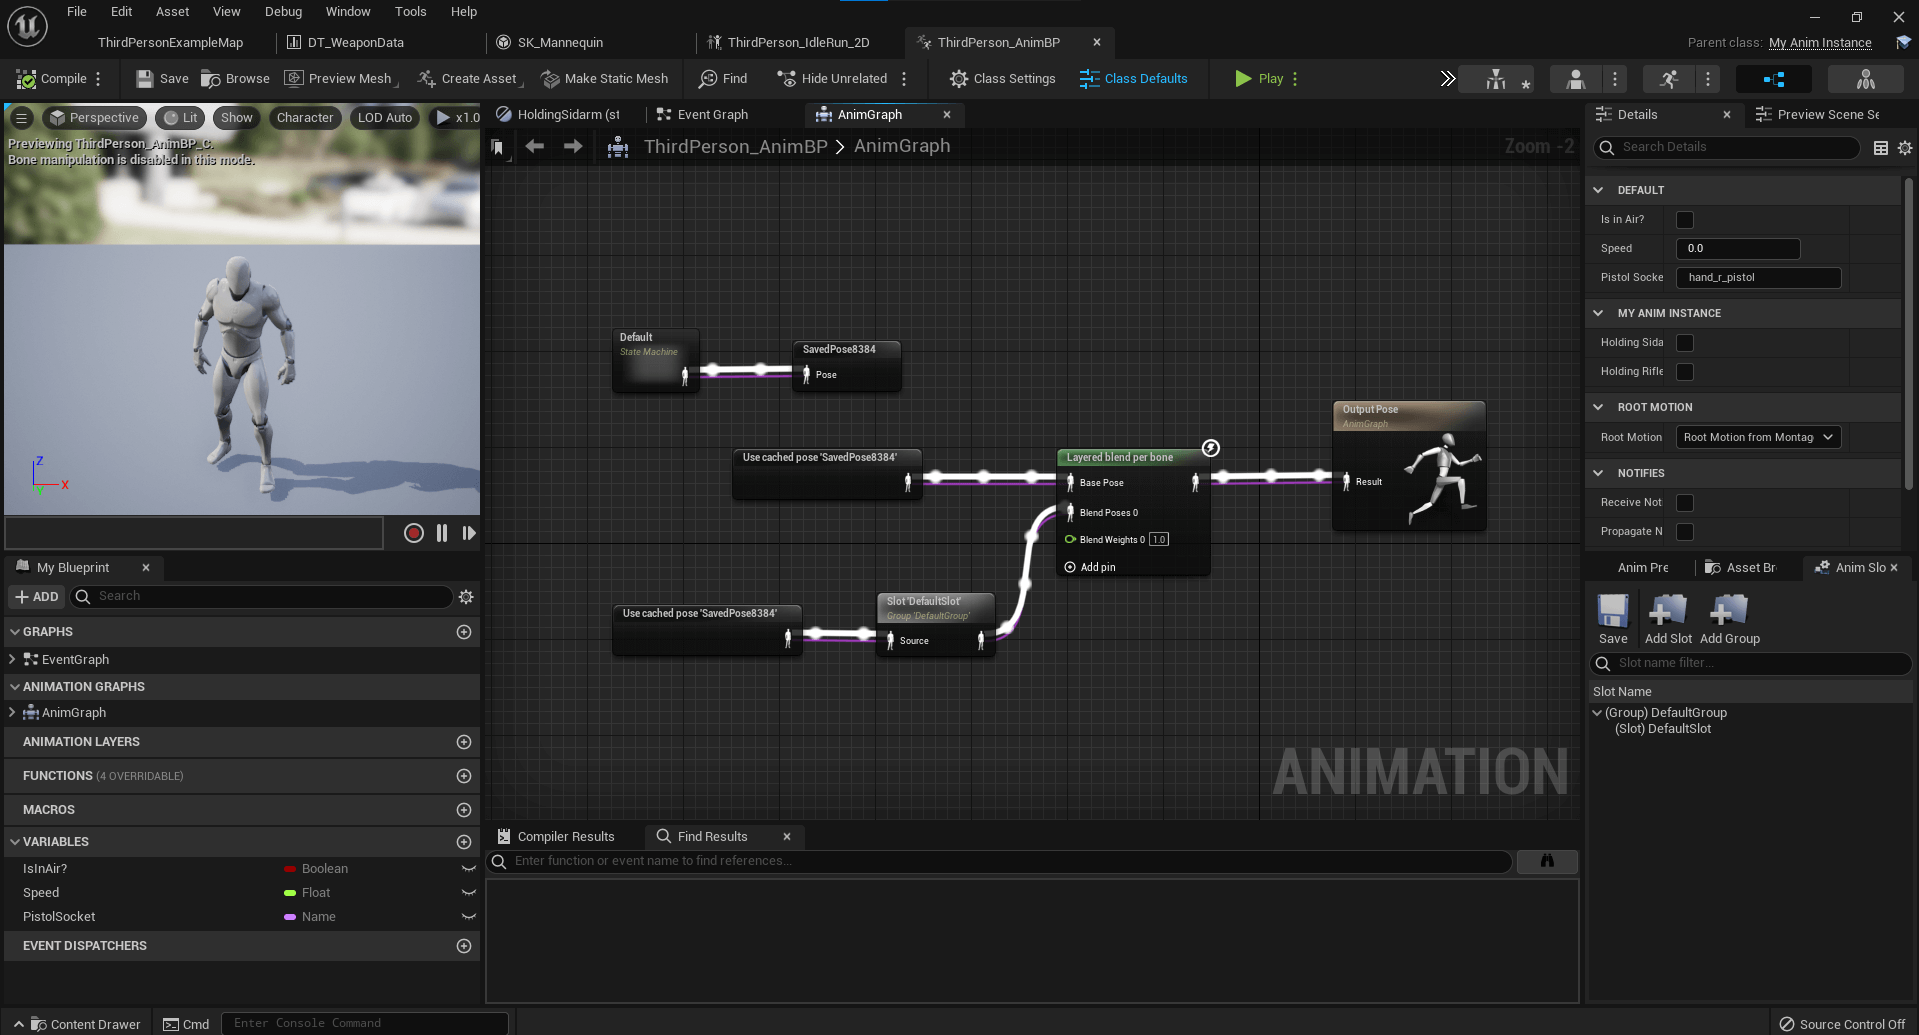 File Edit Asset View Debug Window Tools Help
ThirdPersonExampleMap DT_WeaponData SK_Mannequin ThirdPerson_IdleRun_2D ThirdPerson_AnimBP Parent class: My Anim Instance
Compile Save Browse Preview Mesh Create Asset Make Static Mesh Find Hide Unrelated Class Settings Class Defaults Play
Perspective Lit Show Character LOD Auto x1.0
Previewing ThirdPerson_AnimBP_C.
Bone manipulation is disabled in this mode.
Z
X
Y
HoldingSidarm (st Event Graph AnimGraph
ThirdPerson_AnimBP > AnimGraph Zoom -2
Default
State Machine
SavedPose8384
Pose
Use cached pose 'SavedPose8384'
Layered blend per bone
Base Pose
Blend Poses 0
Blend Weights 0 1.0
Add pin
Output Pose
AnimGraph
Result
Use cached pose 'SavedPose8384'
Slot 'DefaultSlot'
Group 'DefaultGroup'
Source
ANIMATION
My Blueprint
ADD Search
GRAPHS
EventGraph
ANIMATION GRAPHS
AnimGraph
ANIMATION LAYERS
FUNCTIONS (4 OVERRIDABLE)
MACROS
VARIABLES
IsInAir? Boolean
Speed Float
PistolSocket Name
EVENT DISPATCHERS
Compiler Results Find Results
Enter function or event name to find references...
Details Preview Scene Se
Search Details
DEFAULT
Is in Air?
Speed 0.0
Pistol Socke hand_r_pistol
MY ANIM INSTANCE
Holding Sida
Holding Rifle
ROOT MOTION
Root Motion Root Motion from Montag
NOTIFIES
Receive Not
Propagate N
Anim Pre Asset Br Anim Slo
Save Add Slot Add Group
Slot name filter...
Slot Name
(Group) DefaultGroup
(Slot) DefaultSlot
Content Drawer Cmd Enter Console Command Source Control Off